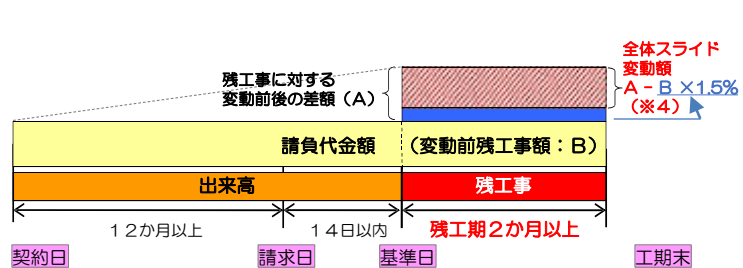 全体スライド
変動額
Ａ － Ｂ ×1.5％
（※４）
残工事に対する
変動前後の差額（Ａ）
請負代金額 （変動前残工事額：Ｂ）
出来高 残工事
１２か月以上 １４日以内 残工期２か月以上
契約日 請求日 基準日 工期末